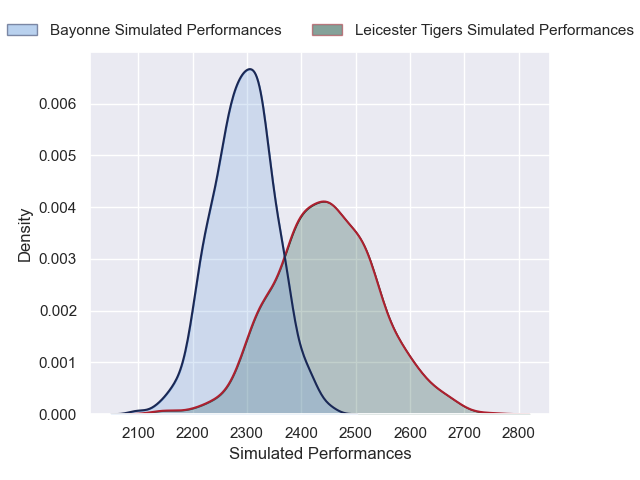 Bayonne Simulated Performances Leicester Tigers Simulated Performances
0.006
0.005
0.004
0.003
0.002
0.001
0.000
Density
2100 2200 2300 2400 2500 2600 2700 2800
Simulated Performances